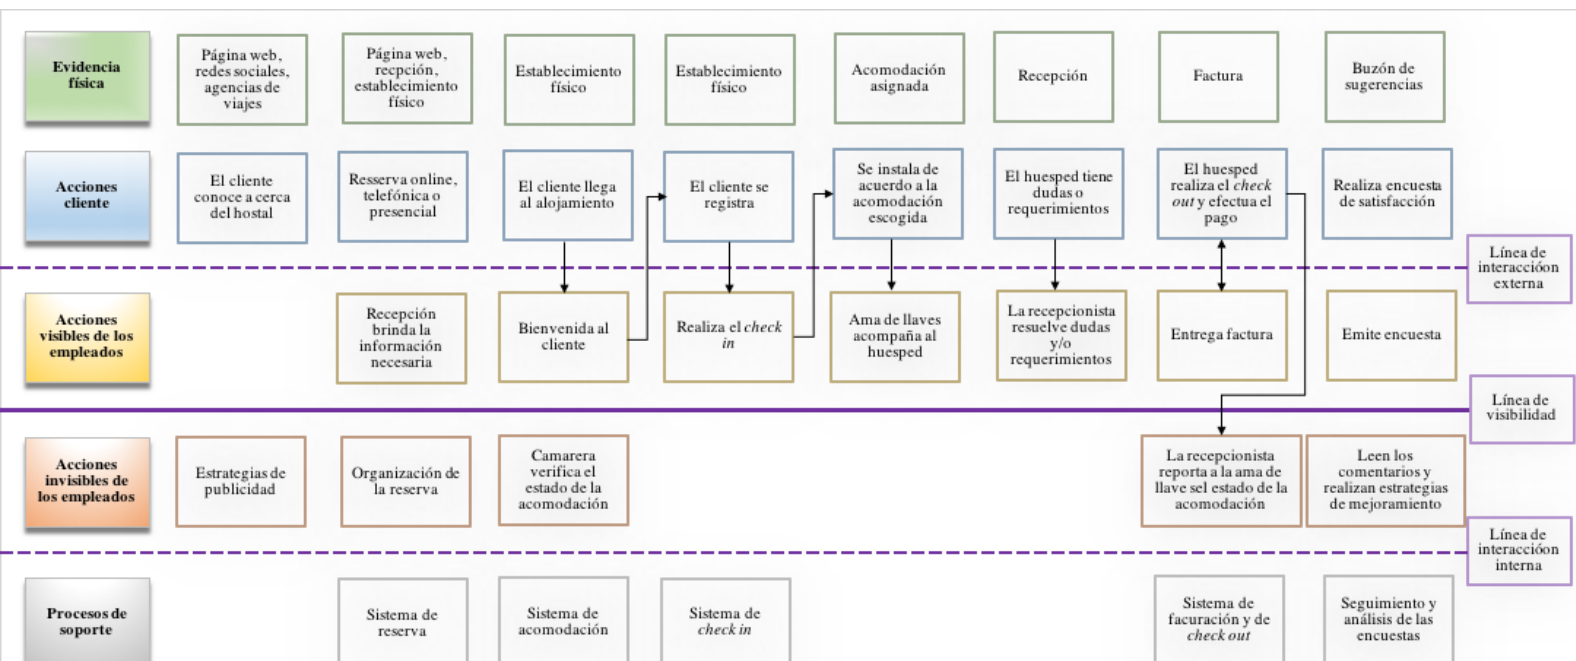 Evidencia
física
Página web,
redes sociales,
agencias de
viajes
Página web,
recpción,
establecimiento
físico
Establecimiento
físico
Establecimiento
físico
Acomodación
asignada
Recepción
Factura
Buzón de
sugerencias
Acciones
cliente
El cliente
conoce a cerca
del hostal
Resserva online,
telefónica o
presencial
El cliente llega
al alojamiento
El cliente se
registra
Se instala de
acuerdo a la
acomodación
escogida
El huesped tiene
dudas o
requerimientos
El huesped
realiza el check
out y efectua el
pago
Realiza encuesta
de satisfacción
Línea de
interaccióon
externa
Acciones
visibles de los
empleados
Recepción
brinda la
información
necesaria
Bienvenida al
cliente
Realiza el check
in
Ama de llaves
acompaña al
huesped
La recepcionista
resuelve dudas
y/o
requerimientos
Entrega factura
Emite encuesta
Línea de
visibilidad
Acciones
invisibles de
los empleados
Estrategias de
publicidad
Organización de
la reserva
Camarera
verifica el
estado de la
acomodación
La recepcionista
reporta a la ama de
llave sel estado de la
acomodación
Leen los
comentarios y
realizan estrategias
de mejoramiento
Línea de
interaccióon
interna
Procesos de
soporte
Sistema de
reserva
Sistema de
acomodación
Sistema de
check in
Sistema de
facuración y de
check out
Seguimiento y
análisis de las
encuestas